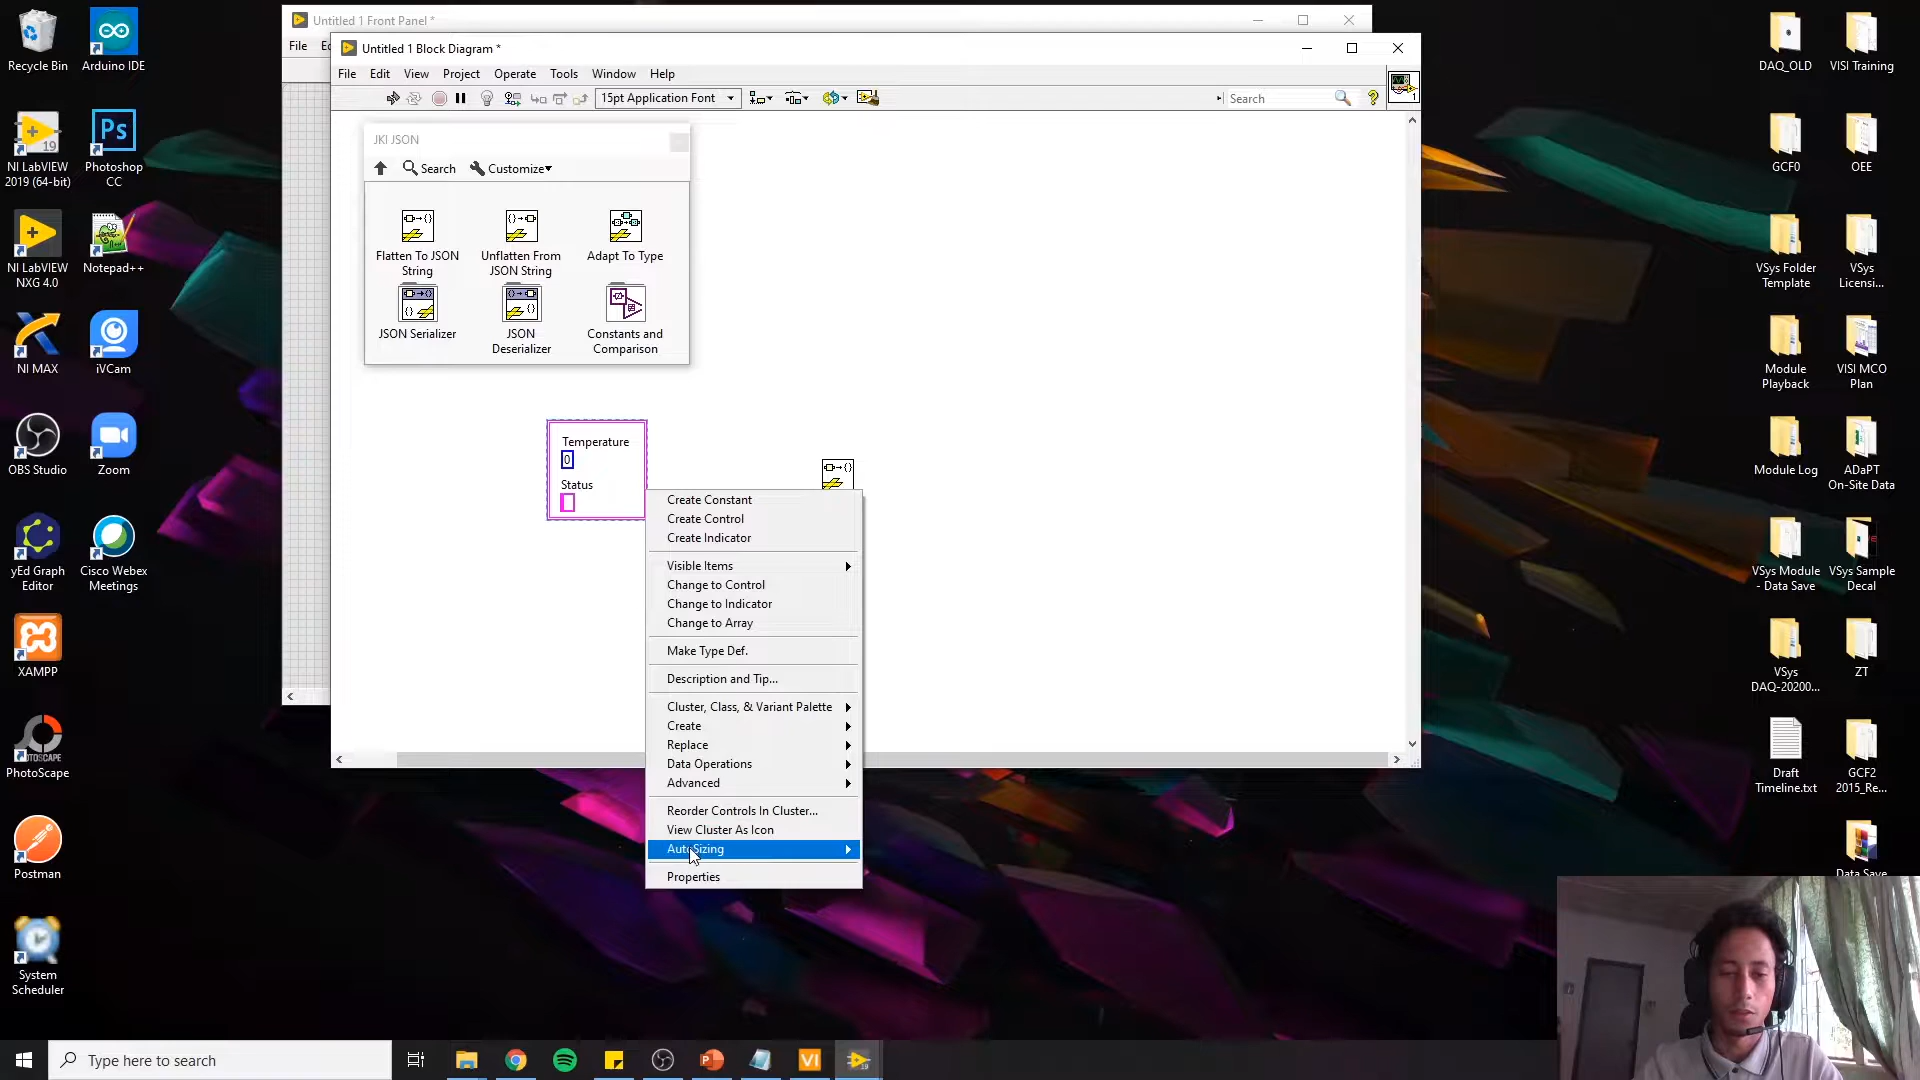 Recycle Bin
Arduino IDE
NI LabVIEW
2019 (64-bit)
Photoshop
CC
NI LabVIEW
NXG 4.0
Notepad++
NI MAX
iVCam
OBS Studio
Zoom
yEd Graph
Editor
Cisco Webex
Meetings
XAMPP
PhotoScape
Postman
System
Scheduler
Untitled 1 Front Panel *
File
Untitled 1 Block Diagram *
File Edit View Project Operate Tools Window Help
15pt Application Font
Search
JKI JSON
Search Customize
Flatten To JSON
String
Unflatten From
JSON String
Adapt To Type
JSON Serializer
JSON
Deserializer
Constants and
Comparison
Temperature
0
Status
Create Constant
Create Control
Create Indicator
Visible Items
Change to Control
Change to Indicator
Change to Array
Make Type Def.
Description and Tip...
Cluster, Class, & Variant Palette
Create
Replace
Data Operations
Advanced
Reorder Controls In Cluster...
View Cluster As Icon
AutoSizing
Properties
DAQ_OLD
VISI Training
GCF0
OEE
VSys Folder
Template
VSys
Licensi...
Module
Playback
VISI MCO
Plan
Module Log
ADaPT
On-Site Data
VSys Module
- Data Save
VSys Sample
Decal
VSys
DAQ-20200...
ZT
Draft
Timeline.txt
GCF2
2015_Re...
Data Save
Type here to search
VI